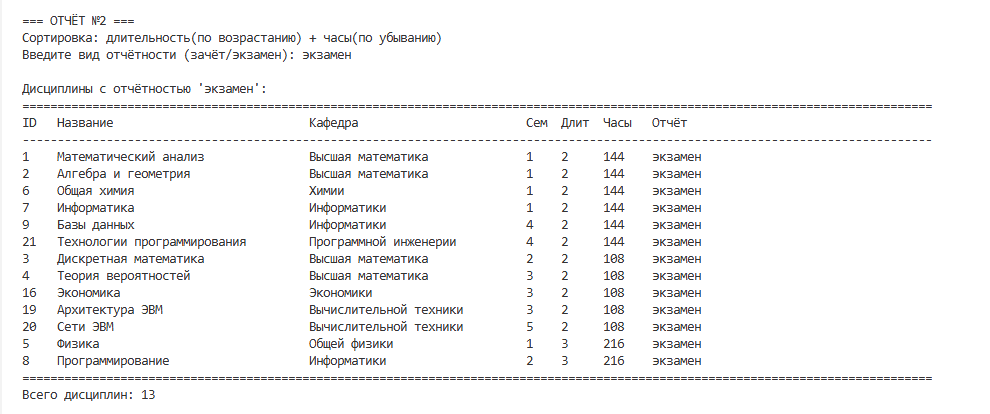 === ОТЧЁТ №2 ===
Сортировка: длительность(по возрастанию) + часы(по убыванию)
Введите вид отчётности (зачёт/экзамен): экзамен
Дисциплины с отчётностью 'экзамен':
==================================================================================================================================
ID   Название                            Кафедра                        Сем  Длит  Часы   Отчёт
----------------------------------------------------------------------------------------------------------------------------------
1    Математический анализ               Высшая математика              1    2     144    экзамен
2    Алгебра и геометрия                 Высшая математика              1    2     144    экзамен
6    Общая химия                         Химии                          1    2     144    экзамен
7    Информатика                         Информатики                    1    2     144    экзамен
9    Базы данных                         Информатики                    4    2     144    экзамен
21   Технологии программирования         Программной инженерии          4    2     144    экзамен
3    Дискретная математика               Высшая математика              2    2     108    экзамен
4    Теория вероятностей                 Высшая математика              3    2     108    экзамен
16   Экономика                           Экономики                      3    2     108    экзамен
19   Архитектура ЭВМ                     Вычислительной техники         3    2     108    экзамен
20   Сети ЭВМ                            Вычислительной техники         5    2     108    экзамен
5    Физика                              Общей физики                   1    3     216    экзамен
8    Программирование                    Информатики                    2    3     216    экзамен
==================================================================================================================================
Всего дисциплин: 13